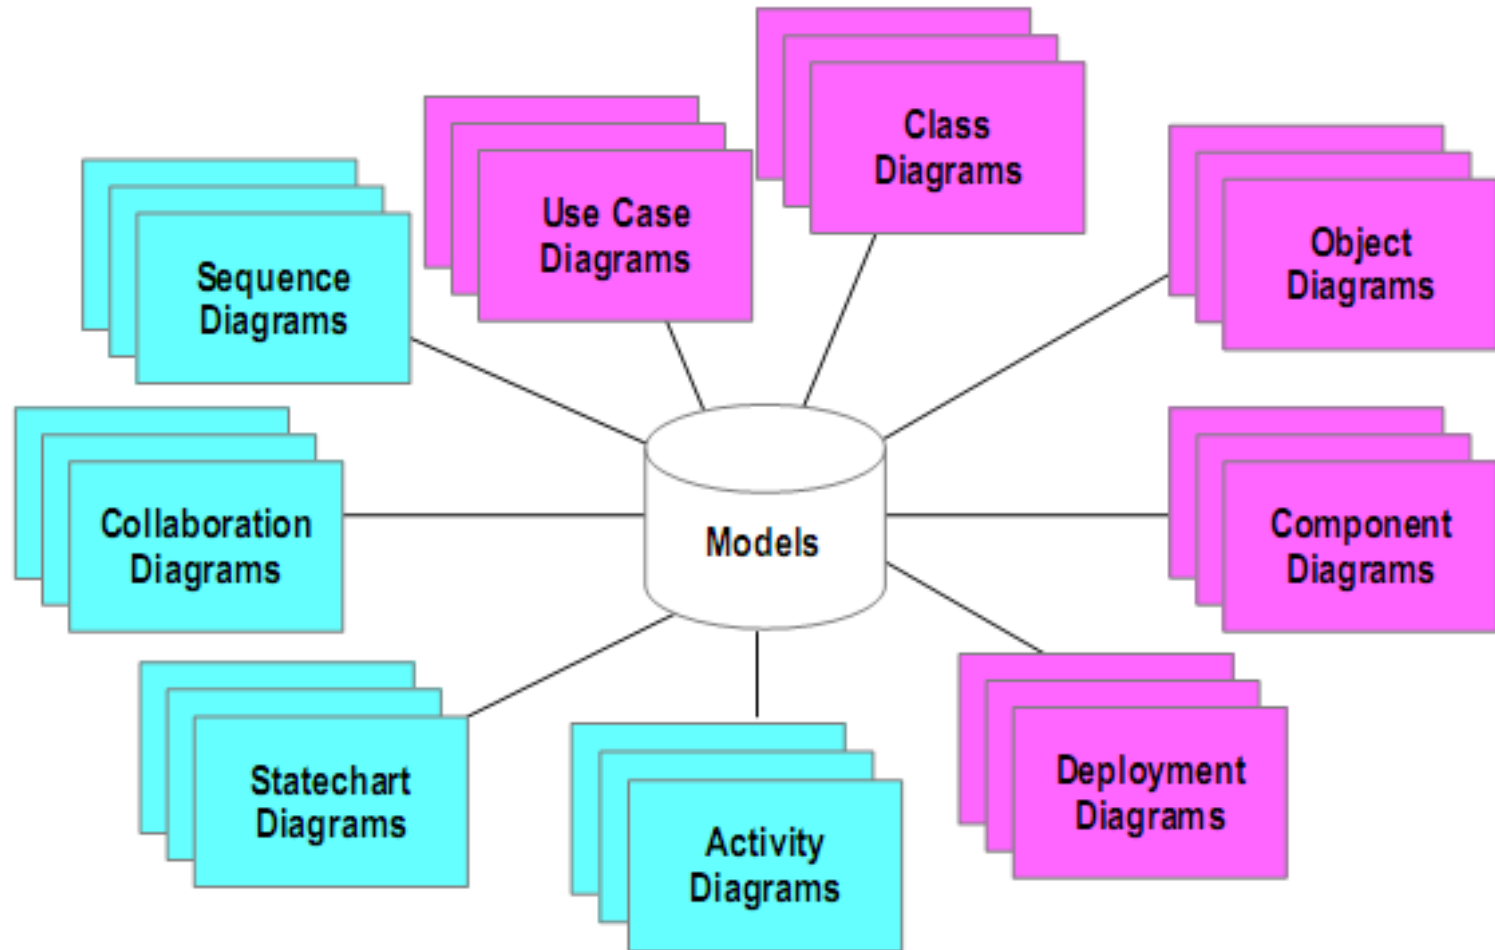 Class
Diagrams
Use Case
Diagrams
Object
Diagrams
Sequence
Diagrams
Collaboration
Diagrams
Models
Component
Diagrams
Statechart
Diagrams
Deployment
Diagrams
Activity
Diagrams